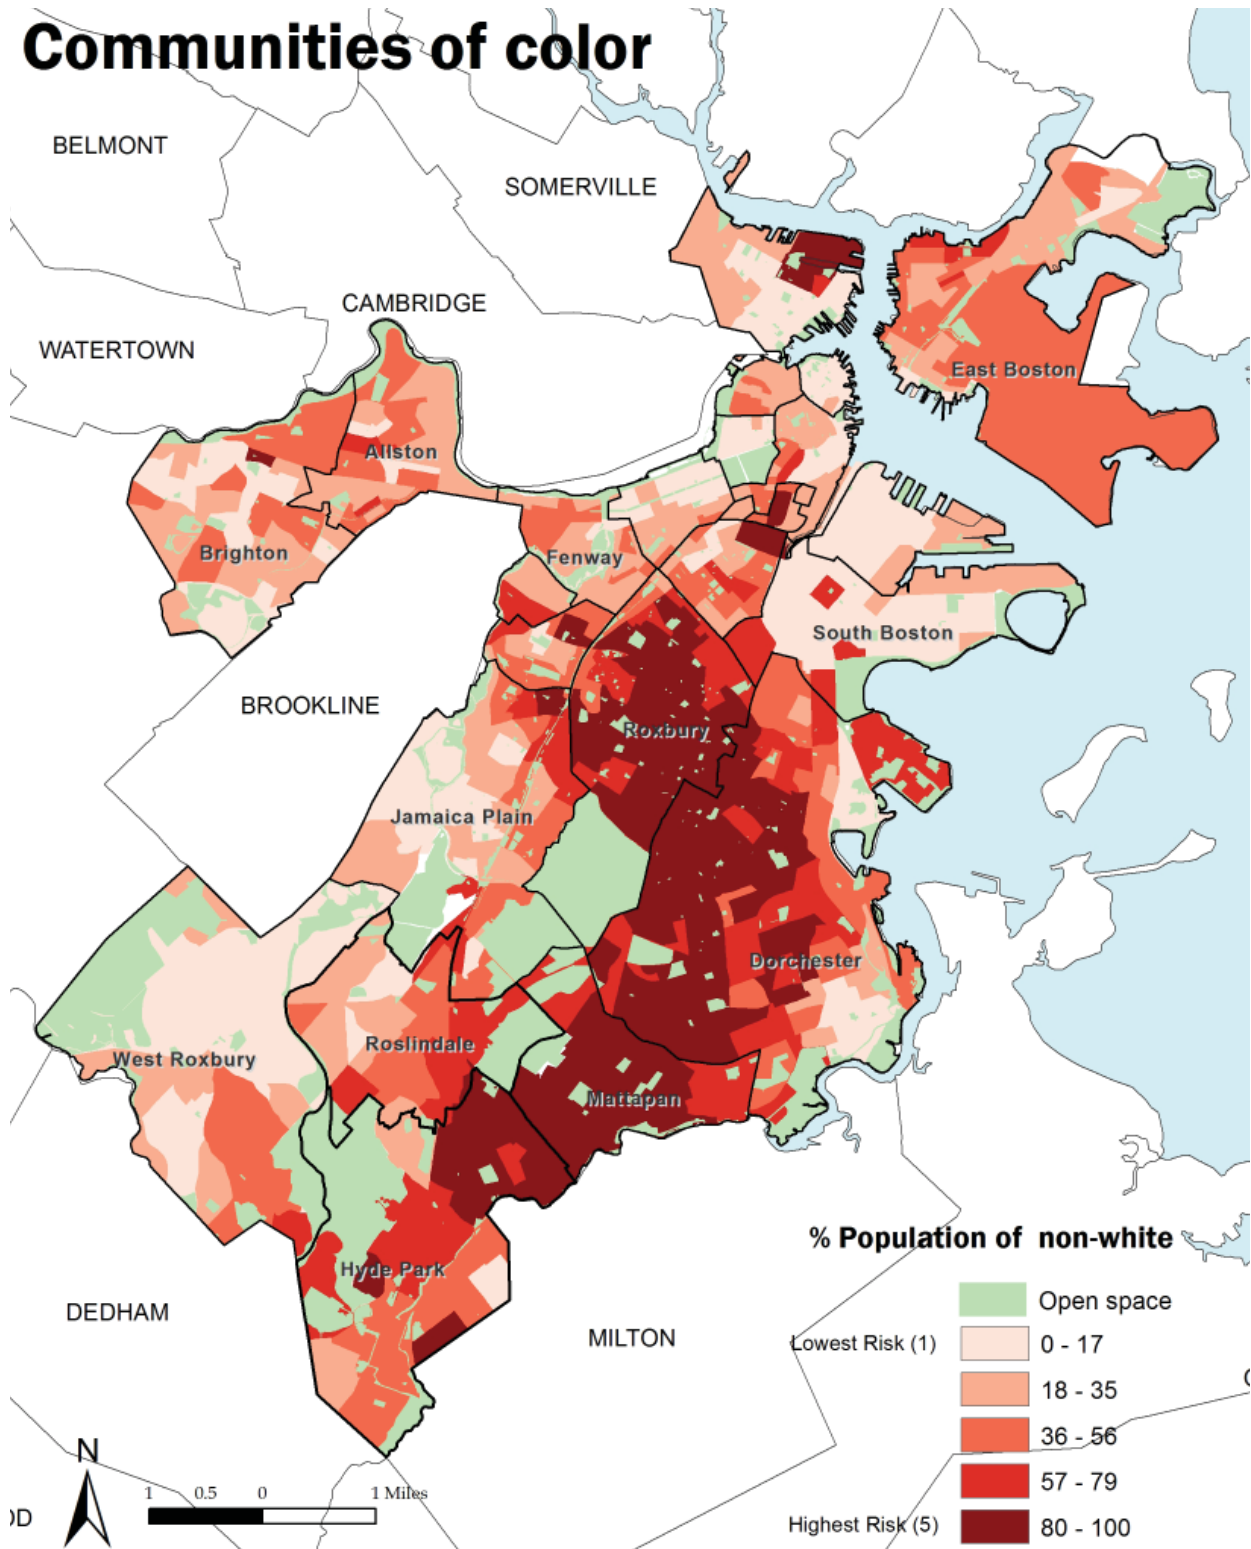 Communities of color
BELMONT
SOMERVILLE
CAMBRIDGE
WATERTOWN
East Boston
Allston
Brighton
Fenway
South Boston
BROOKLINE
Roxbury
Jamaica Plain
Dorchester
Roslindale
West Roxbury
Mattapan
Hyde Park
DEDHAM
MILTON
% Population of non-white
Open space
Lowest Risk (1) 0 - 17
18 - 35
36 - 56
57 - 79
Highest Risk (5) 80 - 100
N
1 0.5 0 1 Miles